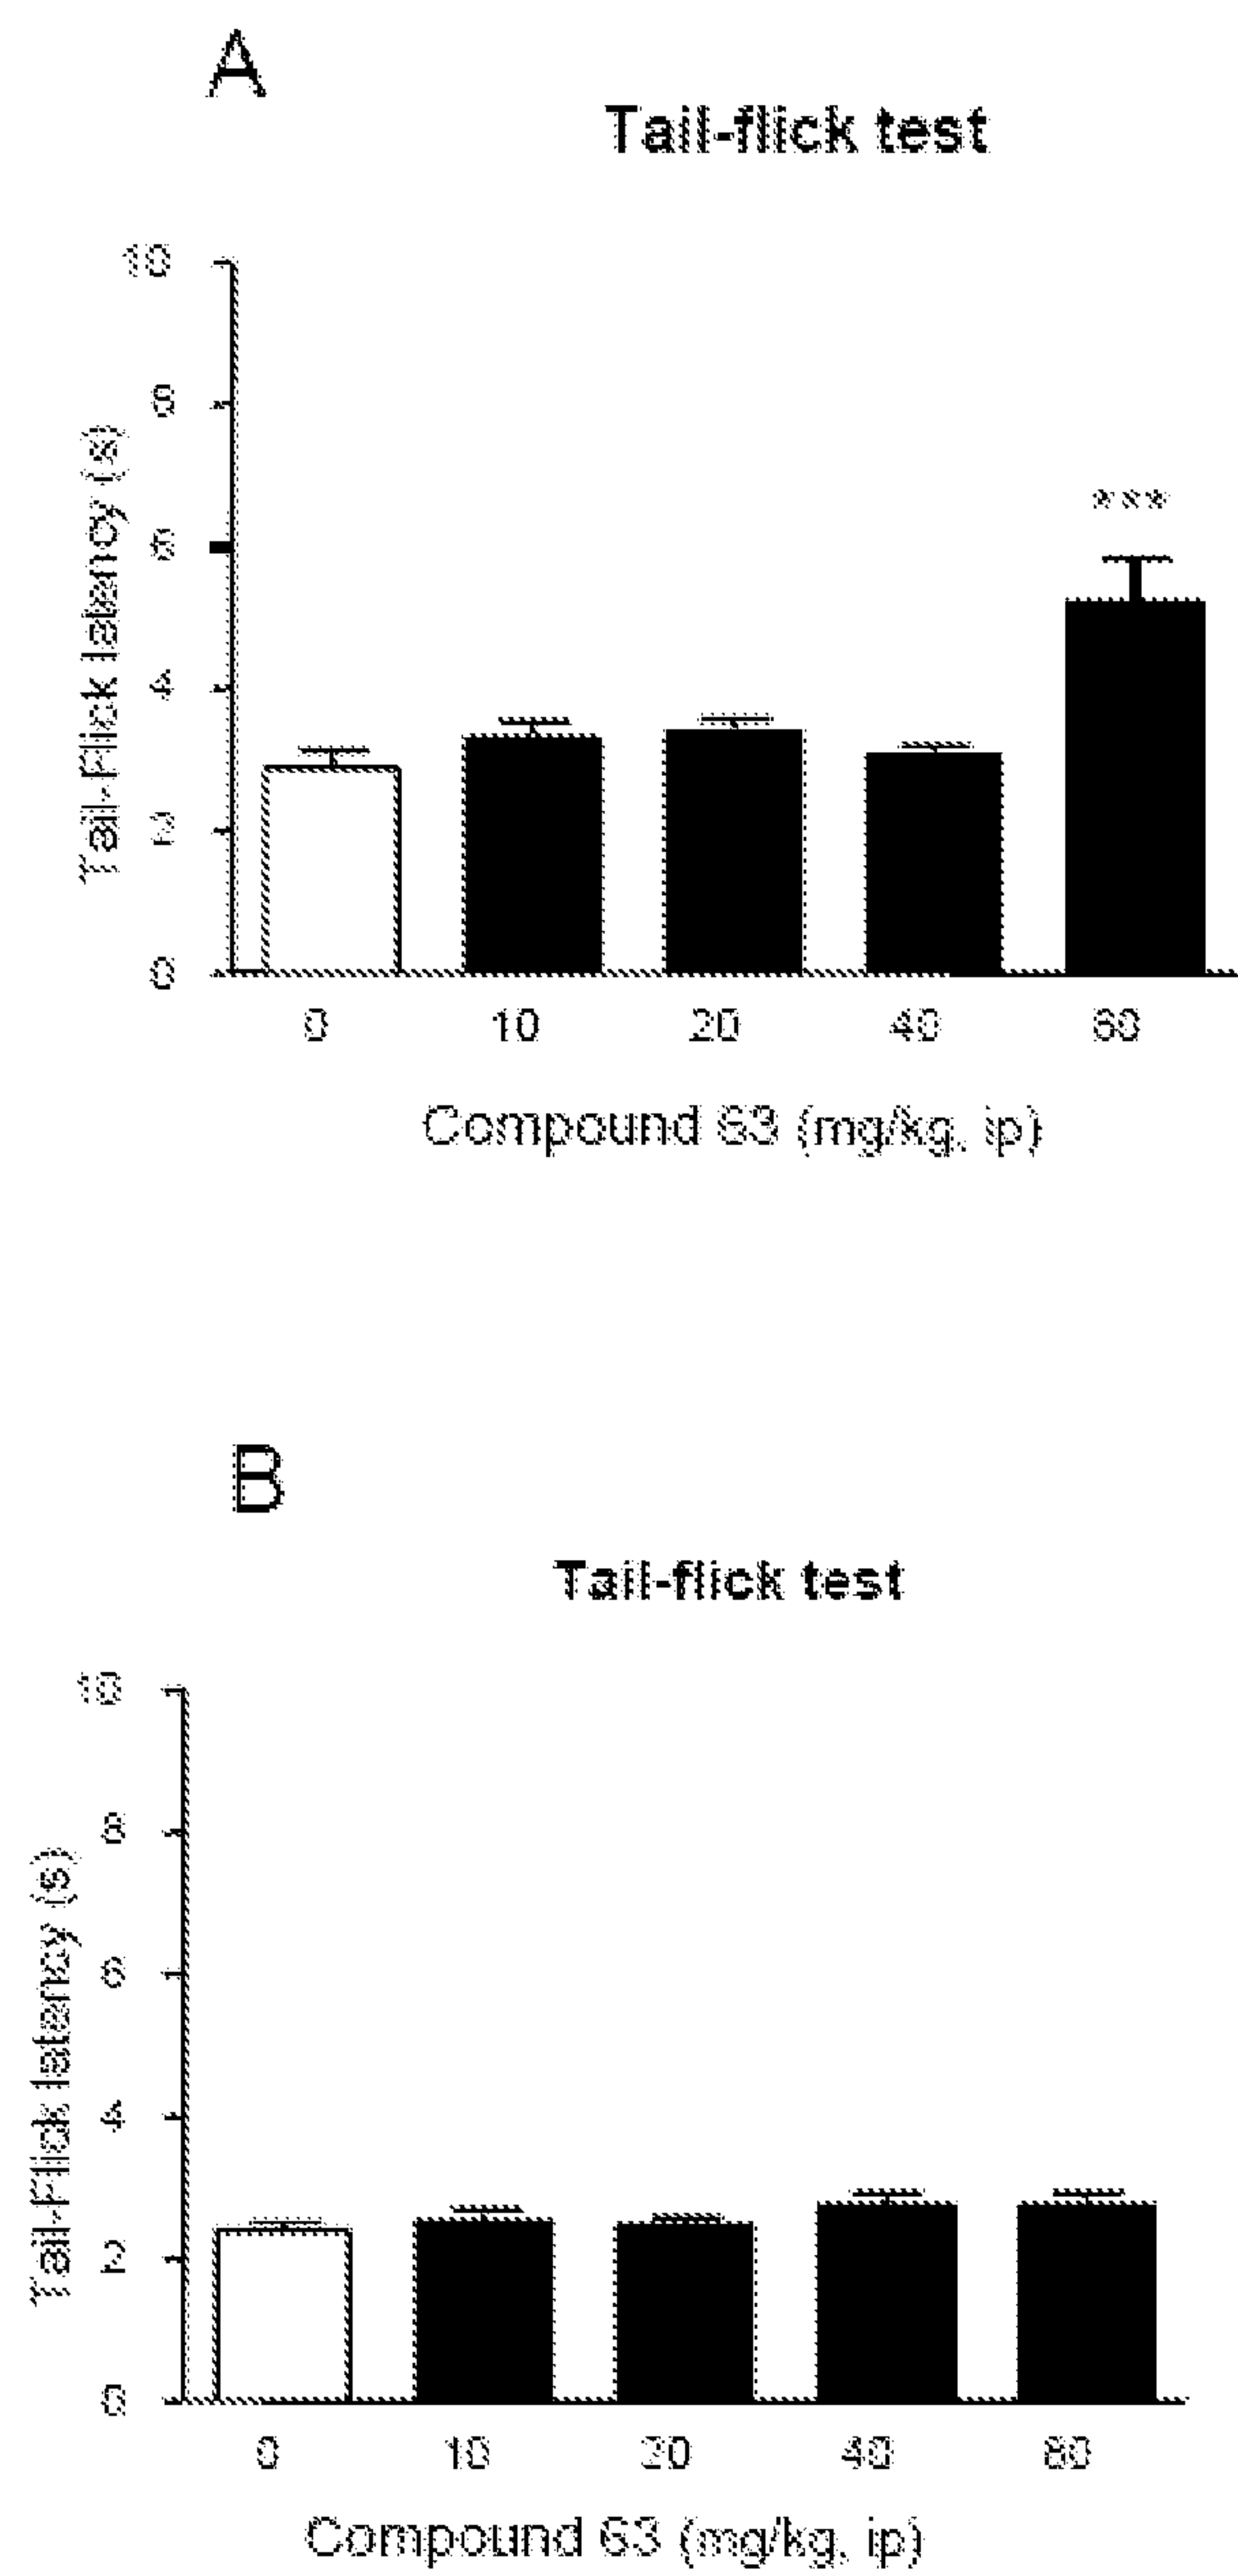 A
Tail-flick test
10
8
6
4
2
0
Tail-Flick latency (s)
***
0 10 20 40
Compound 63 (mg/kg, ip)
B
Tail-flick test
10
8
6
4
2
0
Tail-Flick latency (s)
0 10 20 40
Compound 63 (mg/kg, ip)